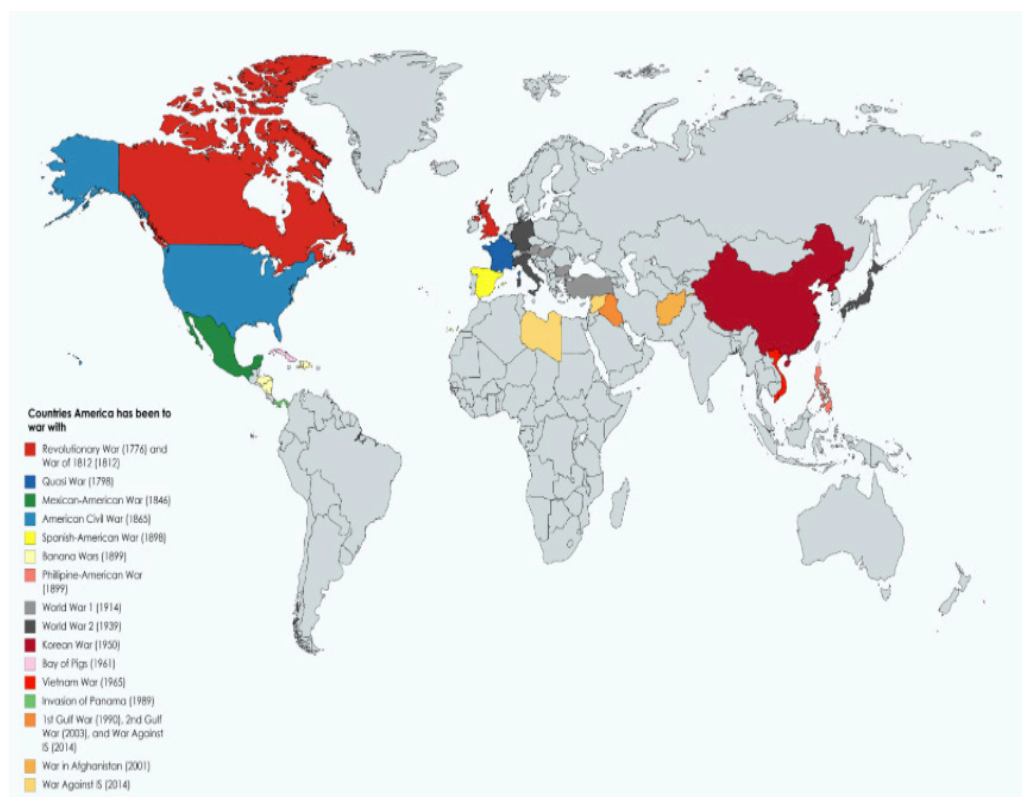 Countries America has been to
war with
Revolutionary War (1776) and
War of 1812 (1812)
Quasi War (1798)
Mexican-American War (1846)
American Civil War (1865)
Spanish-American War (1898)
Banana Wars (1899)
Phillipine-American War
(1899)
World War 1 (1914)
World War 2 (1939)
Korean War (1950)
Bay of Pigs (1961)
Vietnam War (1965)
Invasion of Panama (1989)
1st Gulf War (1990), 2nd Gulf
War (2003), and War Against
IS (2014)
War in Afghanistan (2001)
War Against IS (2014)